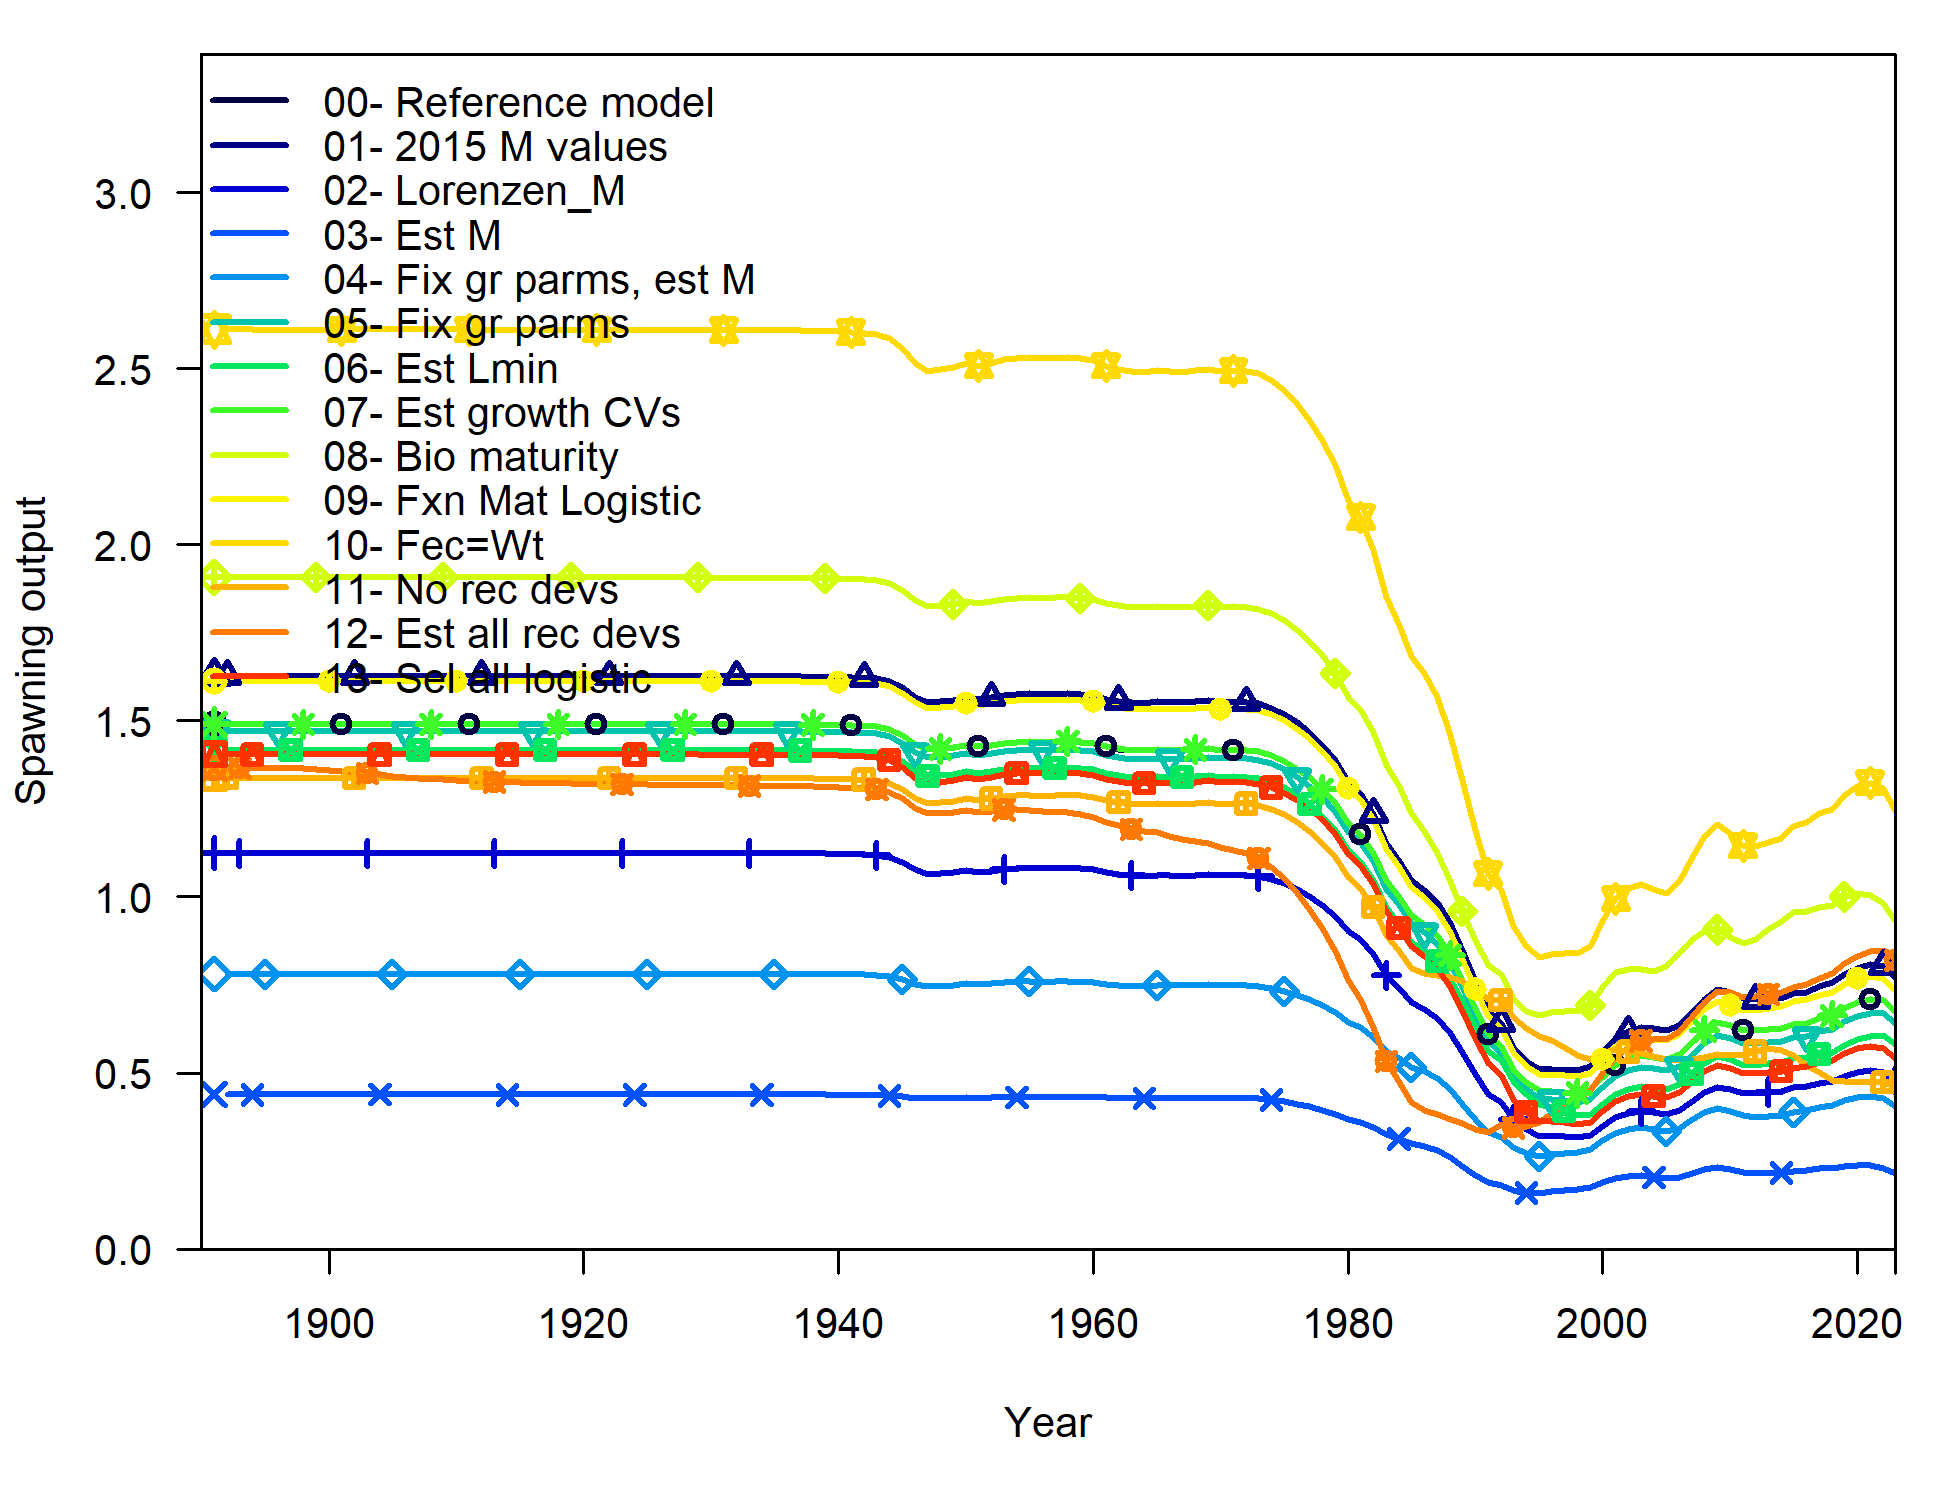 00- Reference model
01- 2015 M values
02- Lorenzen_M
03- Est M
04- Fix gr parms, est M
05- Fix gr parms
06- Est Lmin
07- Est growth CVs
08- Bio maturity
09- Fxn Mat Logistic
10- Fec=Wt
11- No rec devs
12- Est all rec devs
13- Sel all logistic
3.0
2.5
2.0
1.5
1.0
0.5
0.0
Spawning output
1900 1920 1940 1960 1980 2000 2020
Year